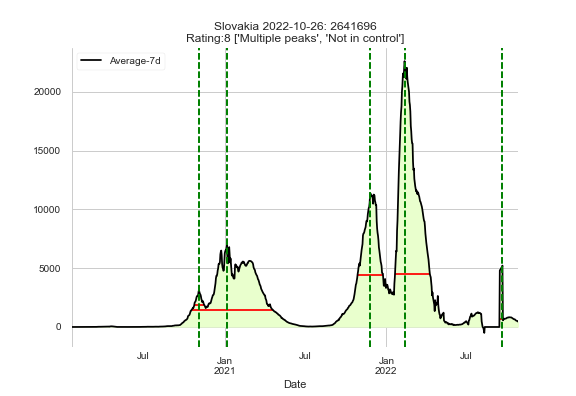 Slovakia 2022-10-26: 2641696
Rating:8 ['Multiple peaks', 'Not in control']
Average-7d
20000
15000
10000
5000
0
Jul
Jan
2021
Jul
Jan
2022
Jul
Date